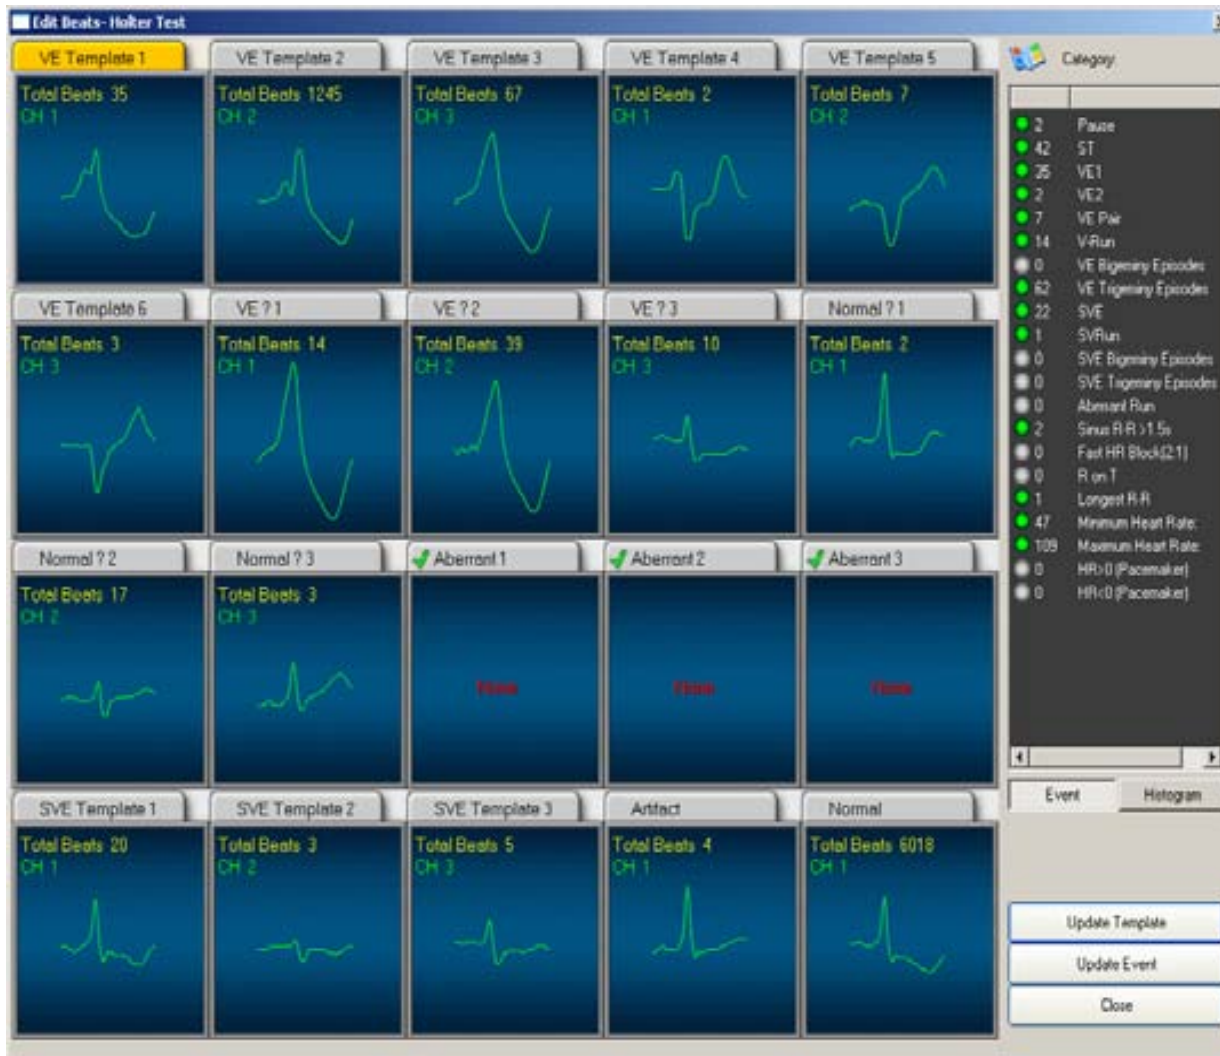 Edit Beats- Holter Test
VE Template 1
VE Template 2
VE Template 3
VE Template 4
VE Template 5
Category
Total Beats 35
CH 1
Total Beats 1245
CH 2
Total Beats 67
CH 3
Total Beats 2
CH 1
Total Beats 7
CH 2
VE Template 6
VE ? 1
VE ? 2
VE ? 3
Normal ? 1
Total Beats 3
CH 3
Total Beats 14
CH 1
Total Beats 39
CH 2
Total Beats 10
CH 3
Total Beats 2
CH 1
Normal ? 2
Normal ? 3
Aberrant 1
Aberrant 2
Aberrant 3
Total Beats 17
CH 2
Total Beats 3
CH 3
None
None
None
SVE Template 1
SVE Template 2
SVE Template 3
Artifact
Normal
Total Beats 20
CH 1
Total Beats 3
CH 2
Total Beats 5
CH 3
Total Beats 4
CH 1
Total Beats 6018
CH 1
2 Pause
42 ST
35 VE1
2 VE2
7 VE Pair
14 V-Run
0 VE Bigeminy Episodes
62 VE Trigeminy Episodes
22 SVE
1 SVRun
0 SVE Bigeminy Episodes
0 SVE Trigeminy Episodes
0 Aberrant Run
2 Sinus R-R >1.5s
0 Fast HR Block(2:1)
0 R on T
1 Longest R-R
47 Minimum Heart Rate:
109 Maximum Heart Rate:
0 HR>0 (Pacemaker)
0 HR<0 (Pacemaker)
Event
Histogram
Update Template
Update Event
Close